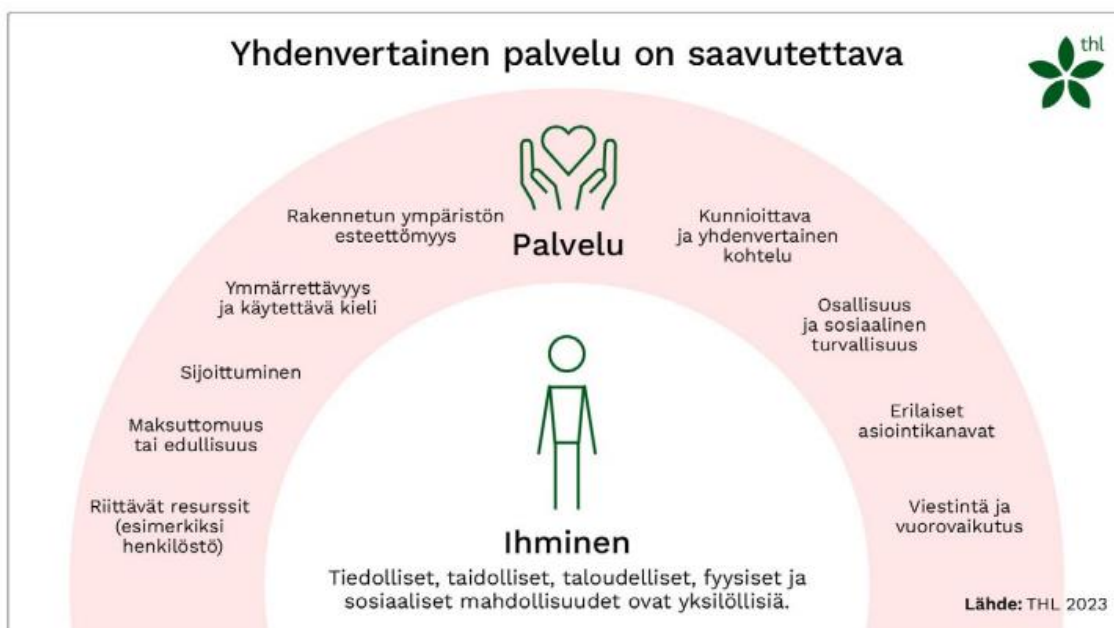 Yhdenvertainen palvelu on saavutettava
thl
Rakennetun ympäristön
esteettömyys
Palvelu
Kunnioittava
ja yhdenvertainen
kohtelu
Ymmärrettävyys
ja käytettävä kieli
Osallisuus
ja sosiaalinen
turvallisuus
Sijoittuminen
Maksuttomuus
tai edullisuus
Erilaiset
asiointikanavat
Riittävät resurssit
(esimerkiksi
henkilöstö)
Viestintä ja
vuorovaikutus
Ihminen
Tiedolliset, taidolliset, taloudelliset, fyysiset ja
sosiaaliset mahdollisuudet ovat yksilöllisiä.
Lähde: THL 2023